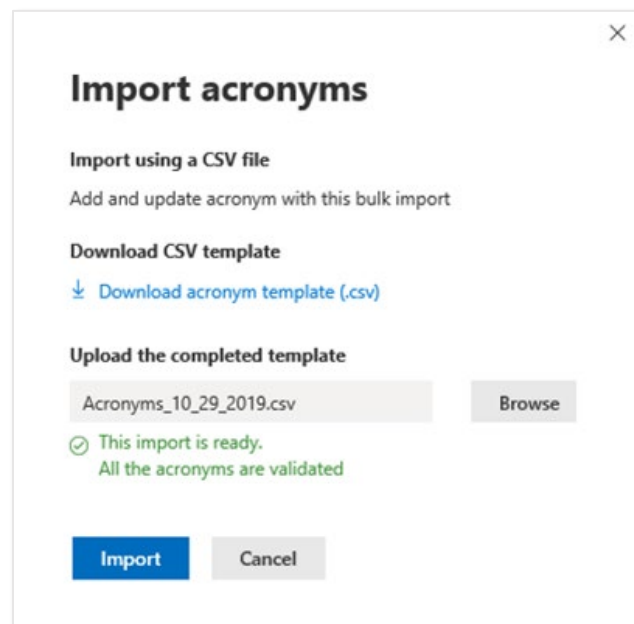 Import acronyms
Import using a CSV file
Add and update acronym with this bulk import
Download CSV template
Download acronym template (.csv)
Upload the completed template
Acronyms_10_29_2019.csv
Browse
This import is ready.
All the acronyms are validated
Import
Cancel